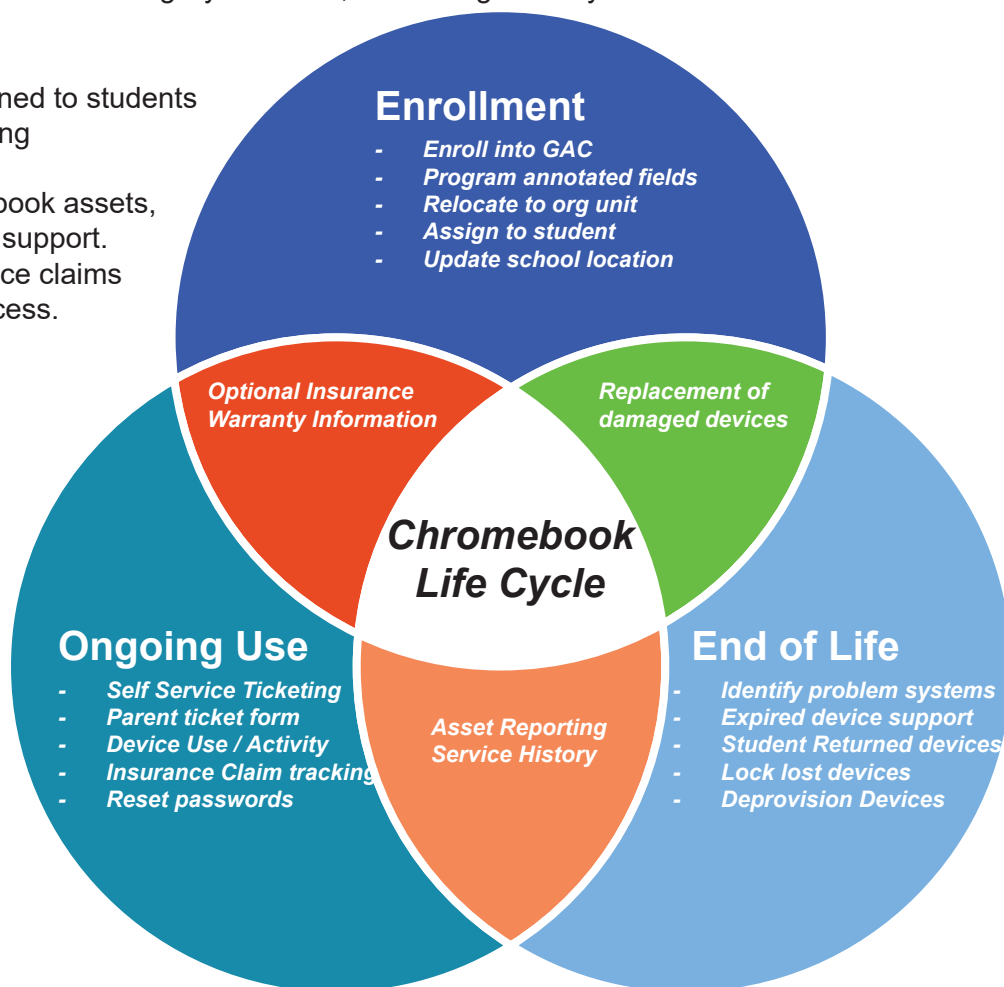 ned to students
ng
Enrollment
- Enroll into GAC
- Program annotated fields
- Relocate to org unit
- Assign to student
- Update school location
book assets,
support.
ce claims
cess.
Optional Insurance
Warranty Information
Replacement of
damaged devices
Chromebook
Life Cycle
Ongoing Use
- Self Service Ticketing
- Parent ticket form
- Device Use / Activity
- Insurance Claim tracking
- Reset passwords
Asset Reporting
Service History
End of Life
- Identify problem systems
- Expired device support
- Student Returned devices
- Lock lost devices
- Deprovision Devices